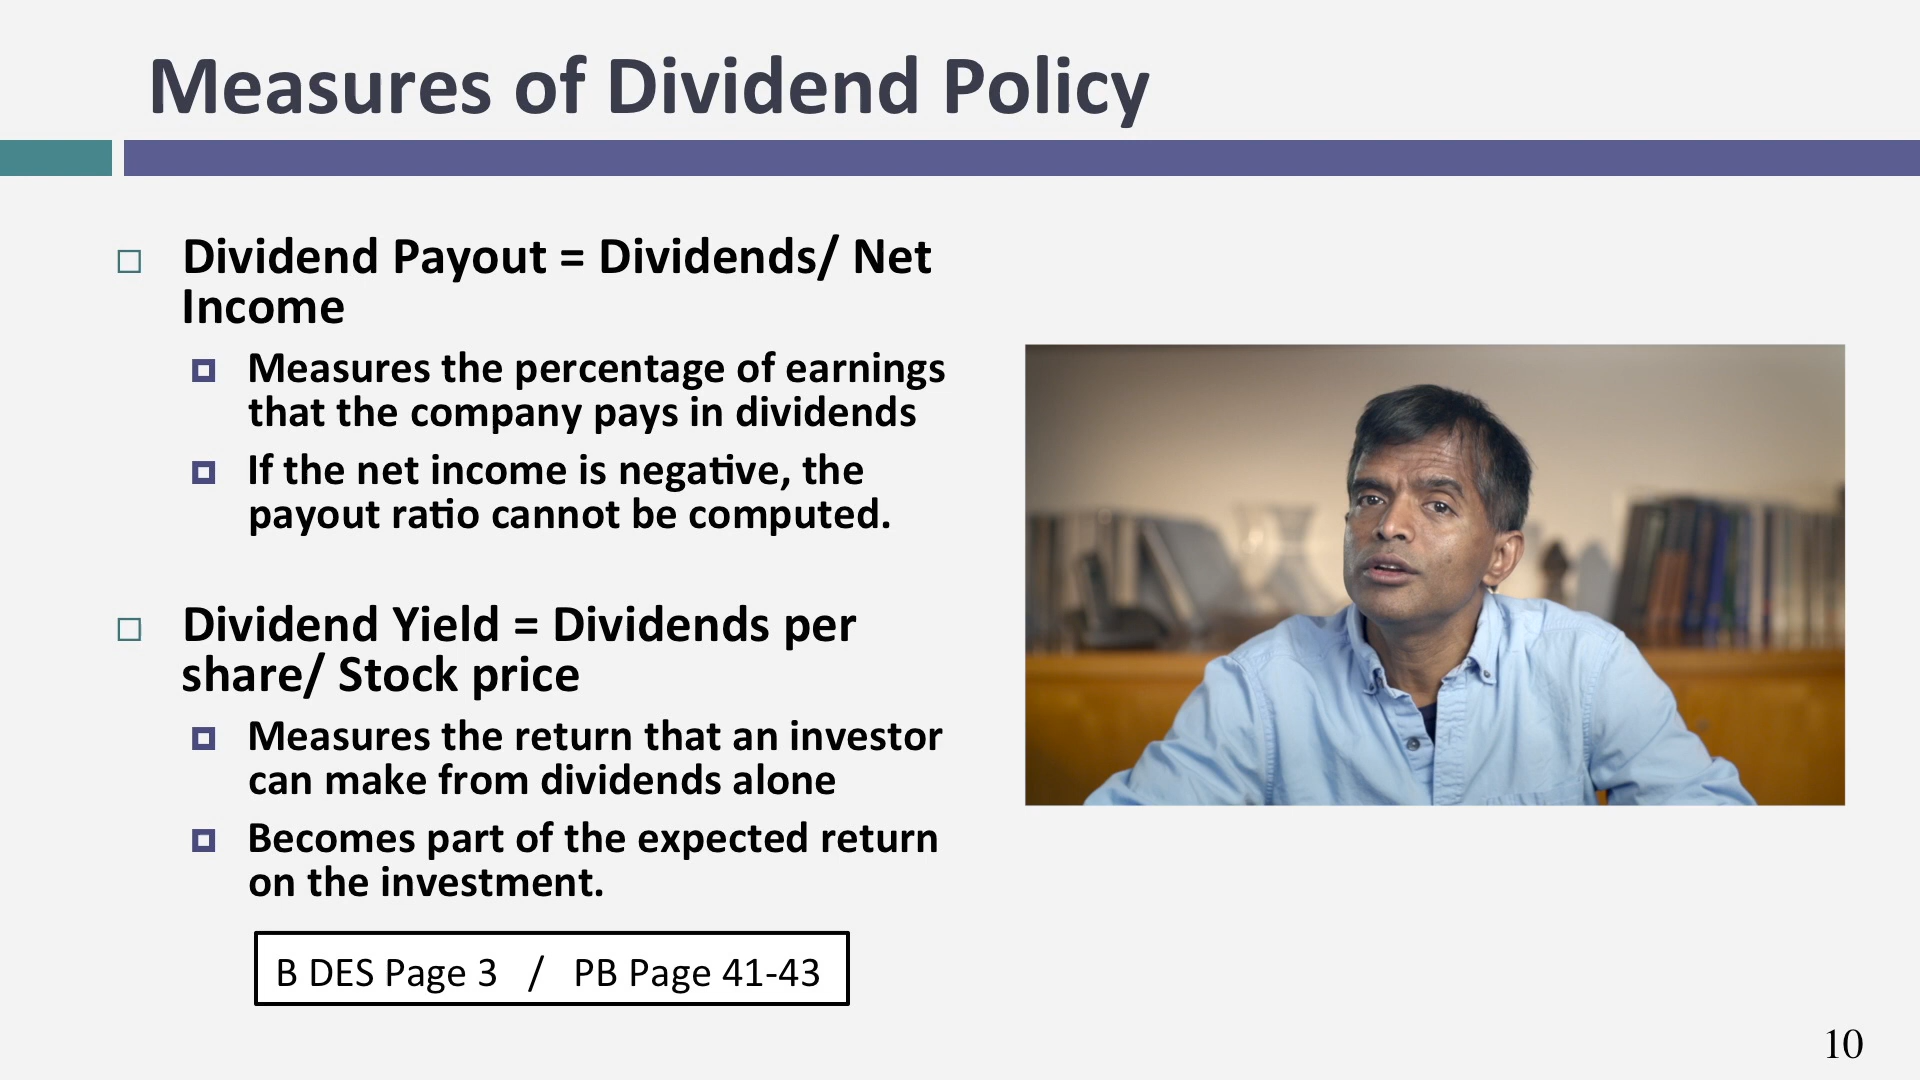 Measures of Dividend Policy
Dividend Payout = Dividends/ Net
Income
Measures the percentage of earnings
that the company pays in dividends
If the net income is negative, the
payout ratio cannot be computed.
Dividend Yield = Dividends per
share/ Stock price
Measures the return that an investor
can make from dividends alone
Becomes part of the expected return
on the investment.
B DES Page 3 / PB Page 41-43
10